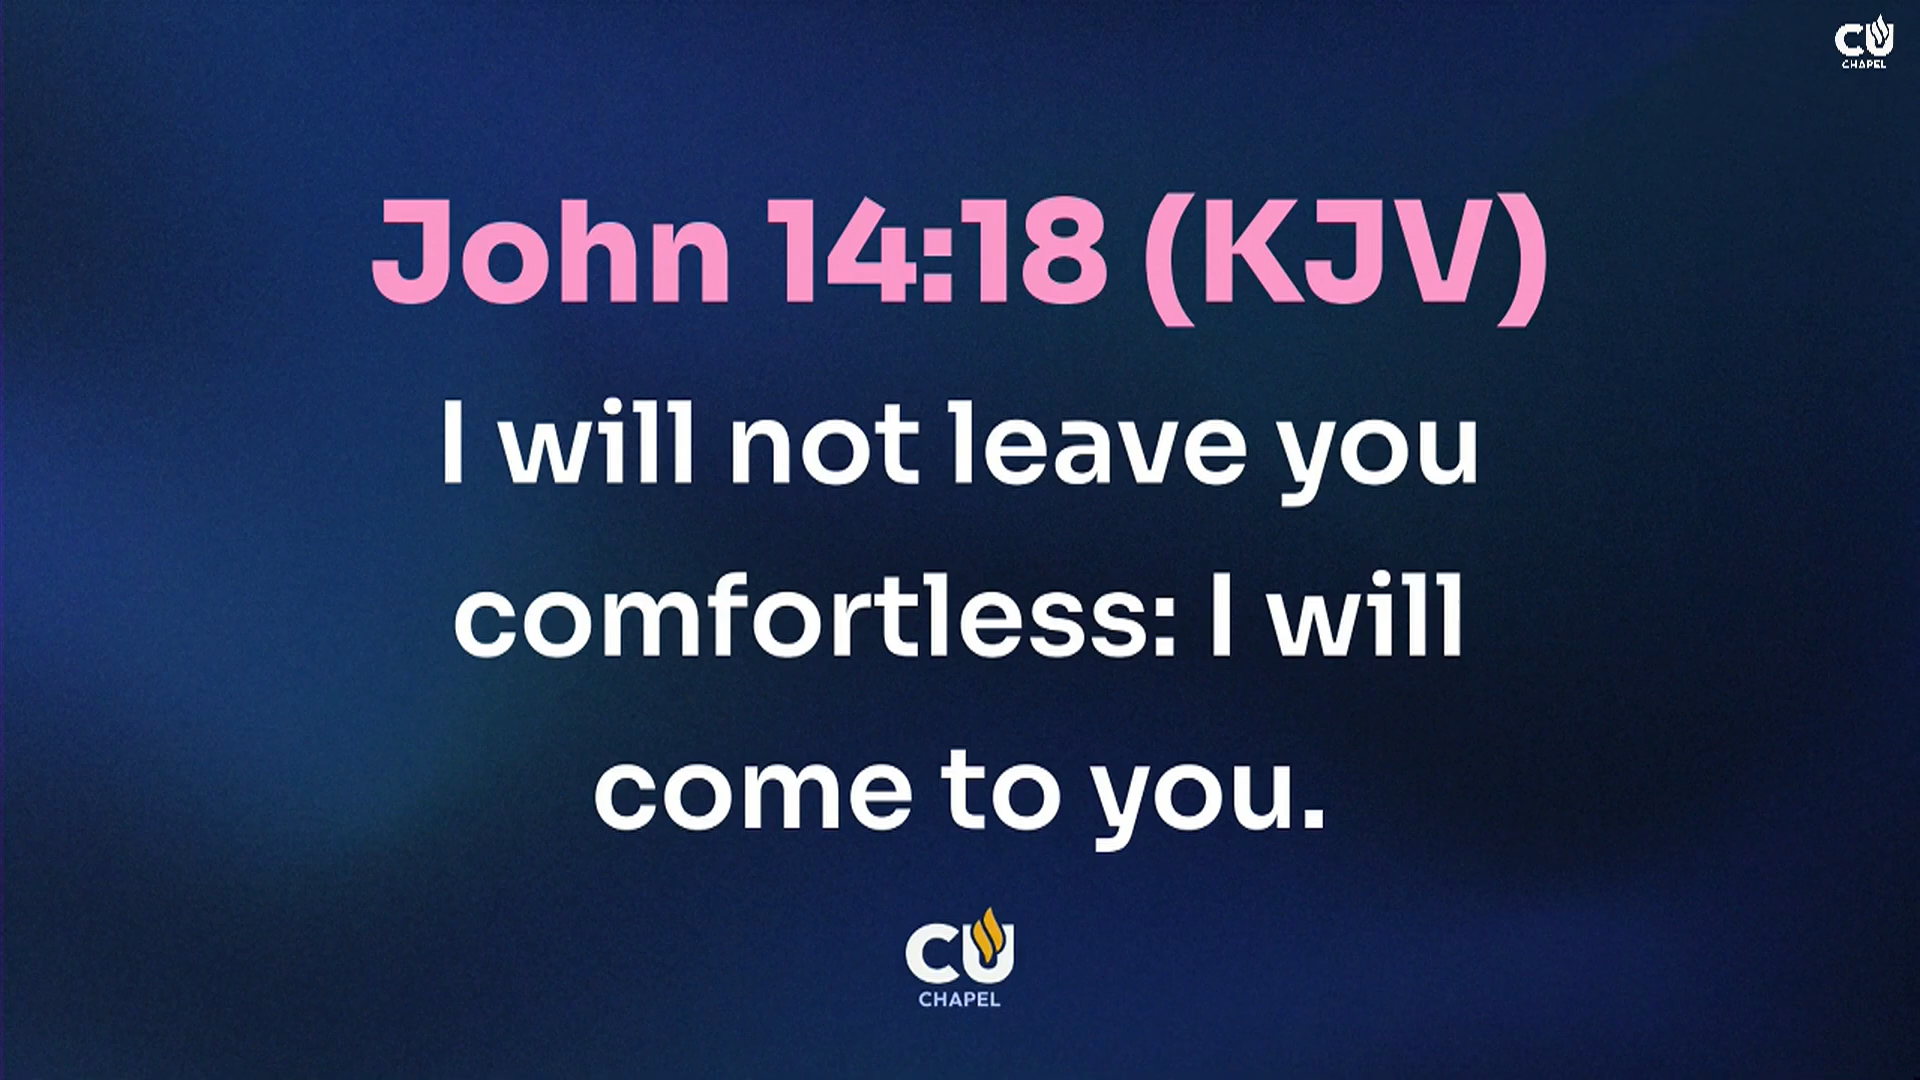 CU
CHAPEL
John 14:18 (KJV)
I will not leave you
comfortless: I will
come to you.
CU
CHAPEL